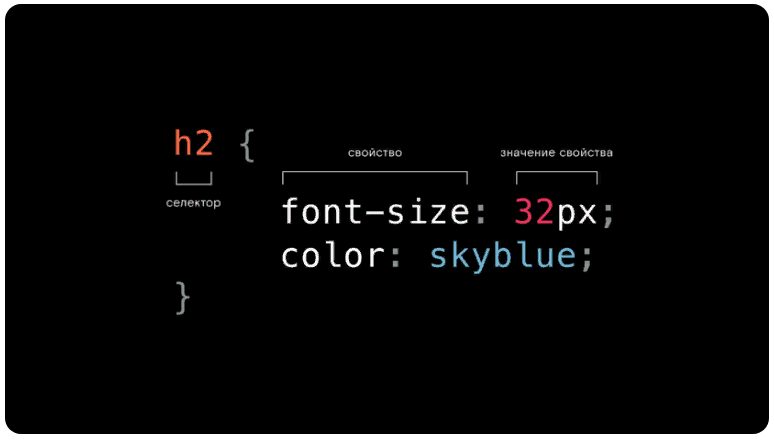 h2 {
свойство
значение свойства
селектор
font-size: 32px;
color: skyblue;
}